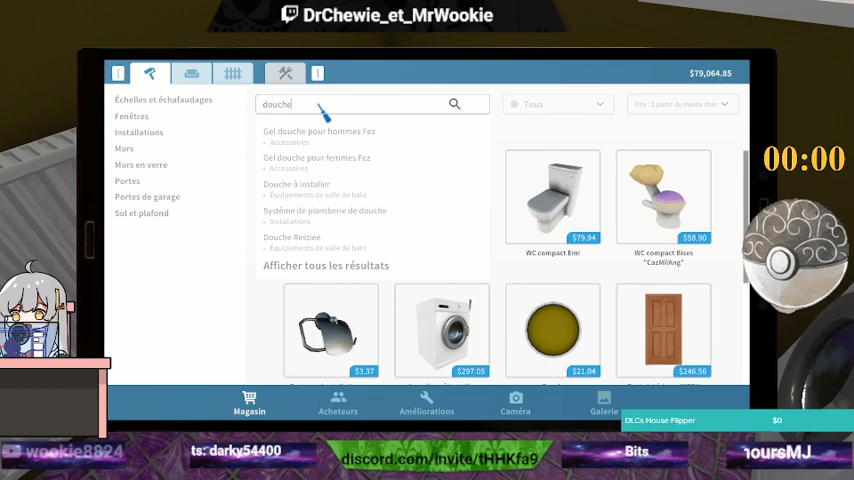 DrChewie_et_MrWookie
[
]
$79,064.85
Échelles et échafaudages
Fenêtres
Installations
Murs
Murs en verre
Portes
Portes de garage
Sol et plafond
douche
Tous
Prix : à partir du moins cher
Gel douche pour hommes Fez
• Accessoires
Gel douche pour femmes Fez
• Accessoires
Douche à installer
• Équipements de salle de bain
Système de plomberie de douche
• Installations
Douche Restiee
• Équipements de salle de bain
Afficher tous les résultats
$79.94
WC compact Emi
$58.90
WC compact Bises
"CazMilAng"
$3.37
$297.05
$21.04
$246.56
00:00
Magasin
Acheteurs
Améliorations
Caméra
Galerie
DLCs House Flipper
$0
wookie8824
ts: darky54400
discord.com/invite/tHHKfa9
- Bits
oursMJ